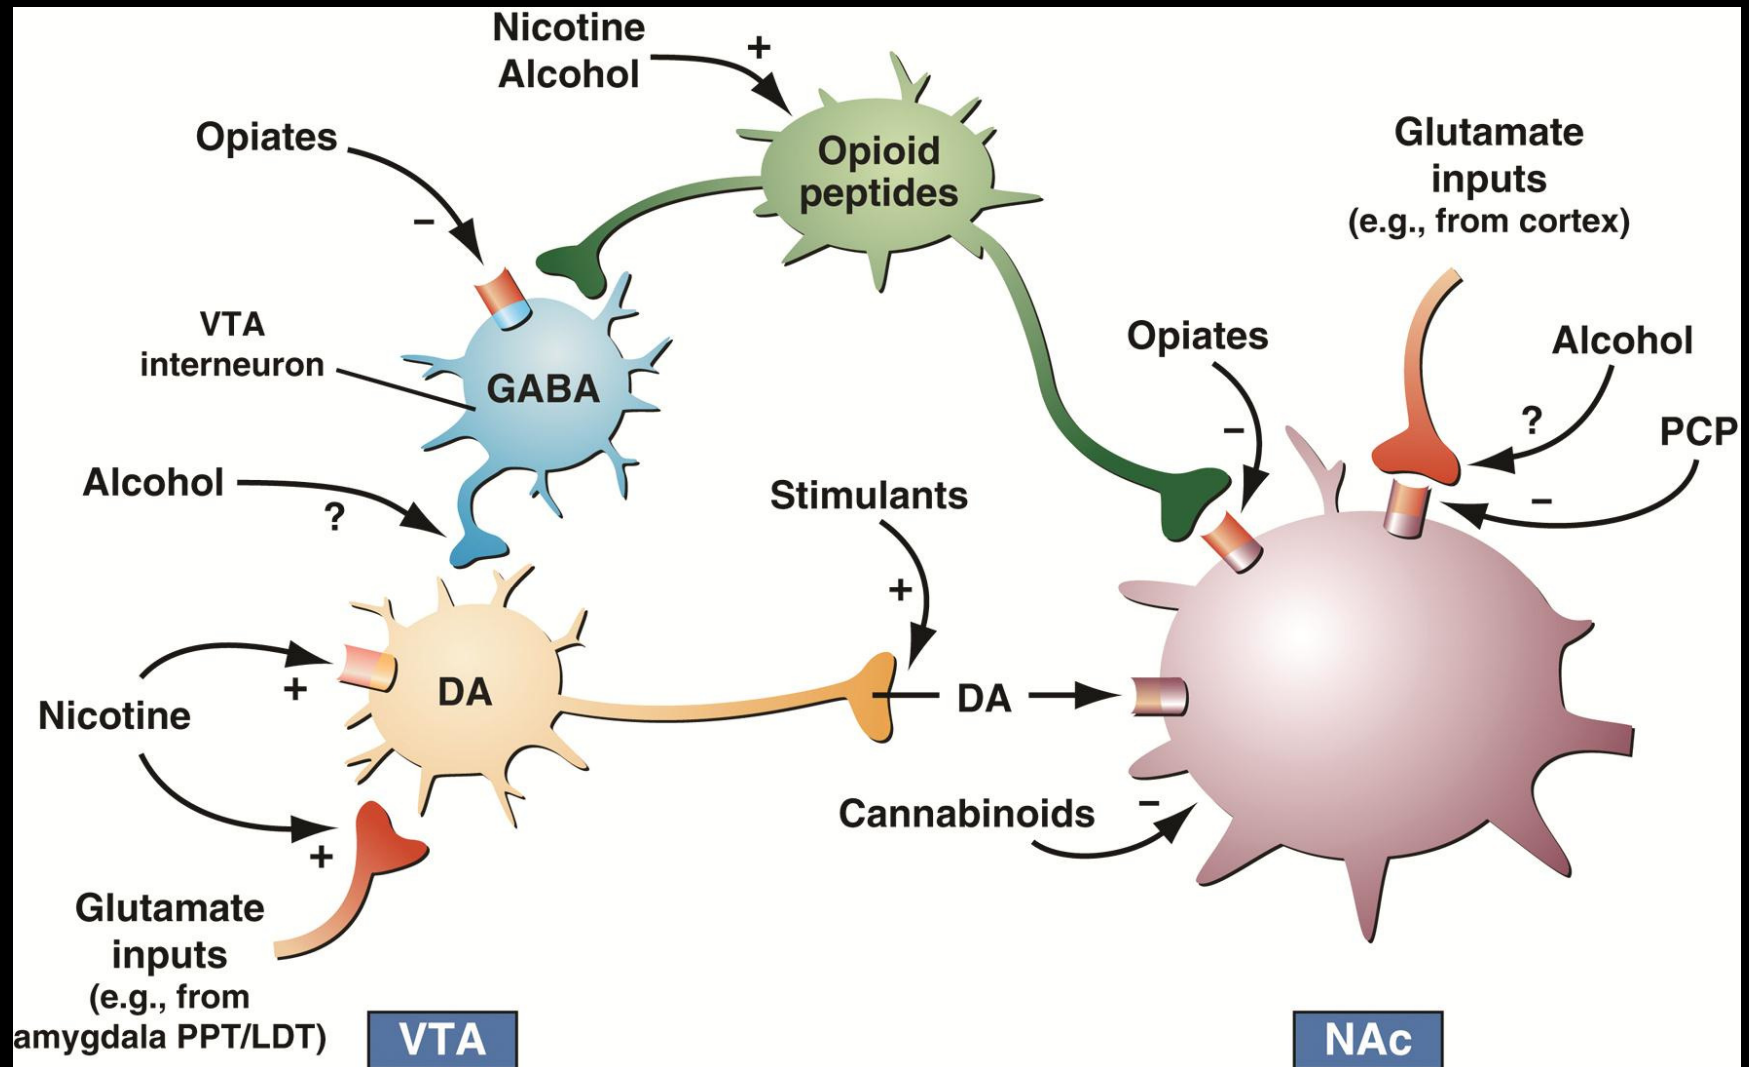 Nicotine
Alcohol
+
Opiates
−
Opioid
peptides
Glutamate
inputs
(e.g., from cortex)
VTA
interneuron
GABA
Opiates
−
Alcohol
?
PCP
−
Alcohol
?
Stimulants
+
Nicotine
+
+
DA
DA
Cannabinoids
−
Glutamate
inputs
(e.g., from
amygdala PPT/LDT)
VTA
NAc